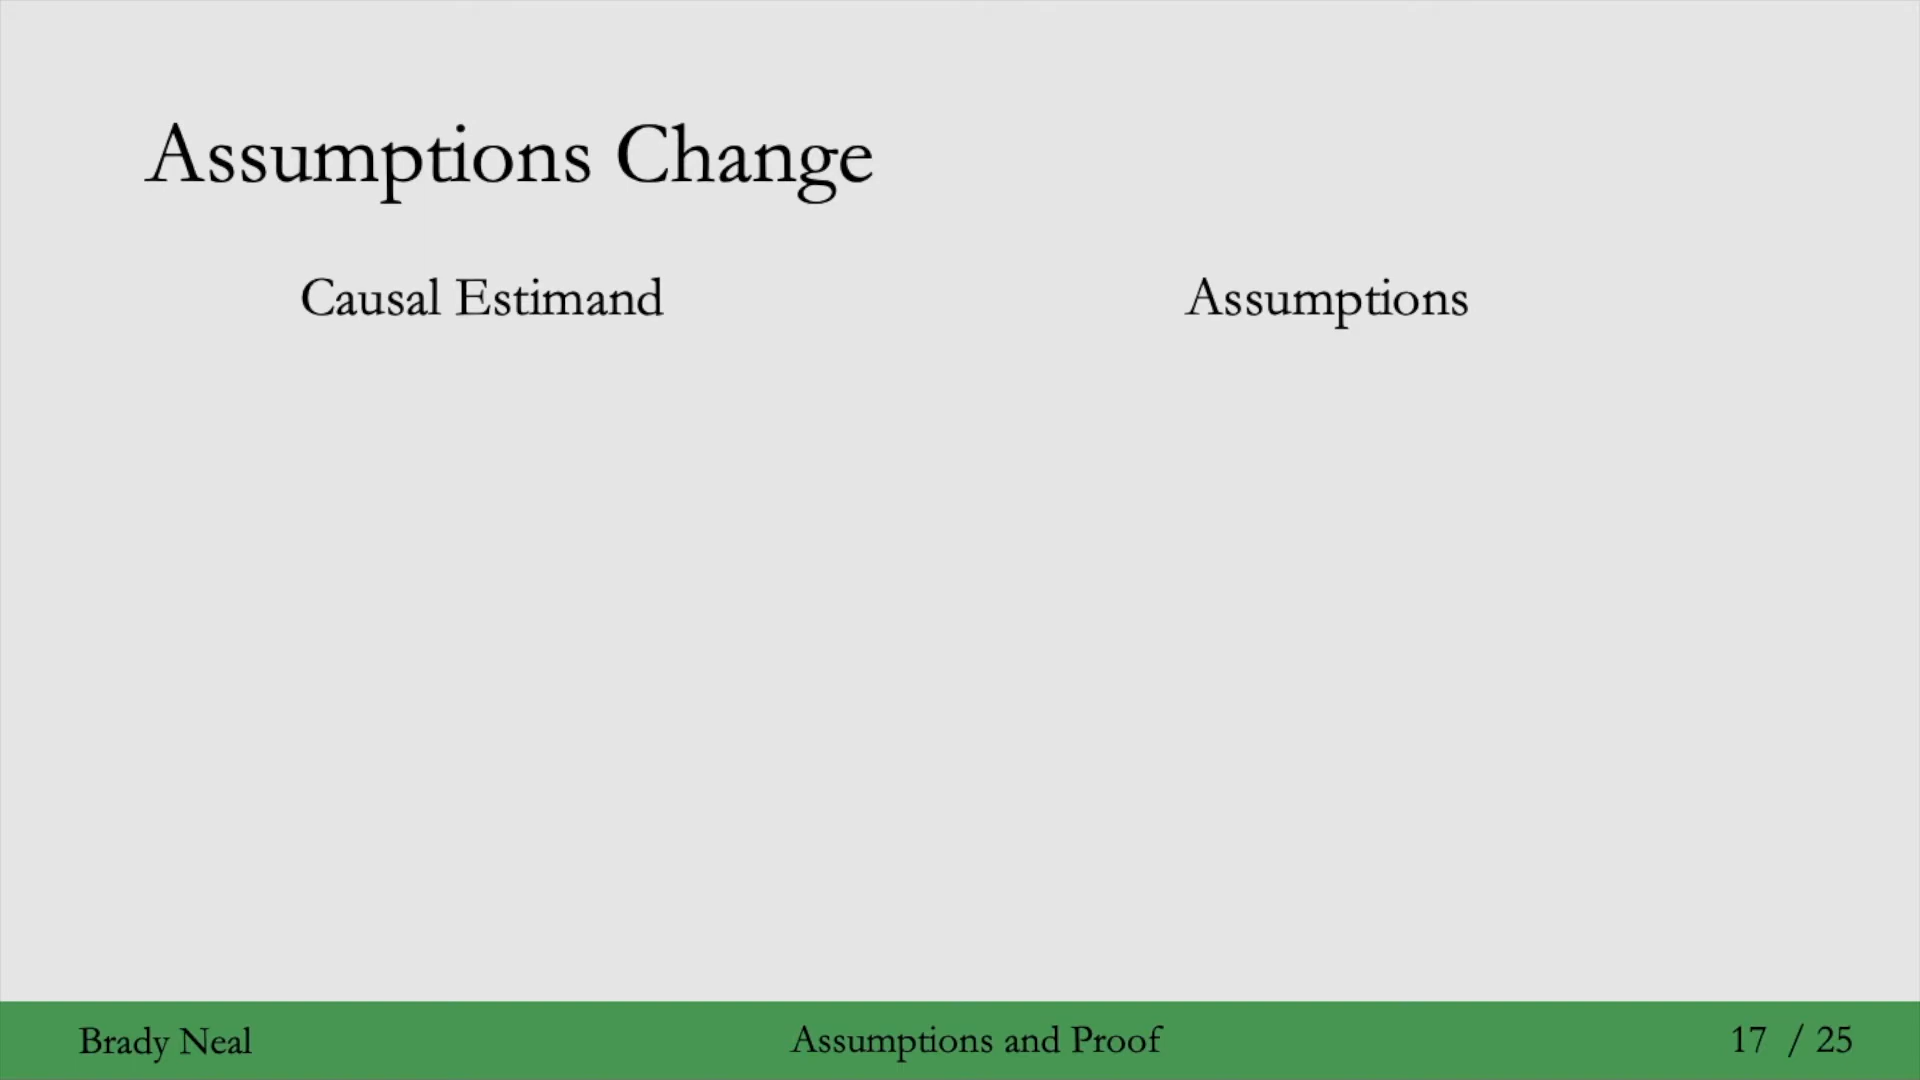 Assumptions Change
Causal Estimand
Assumptions
Brady Neal
Assumptions and Proof
17 / 25